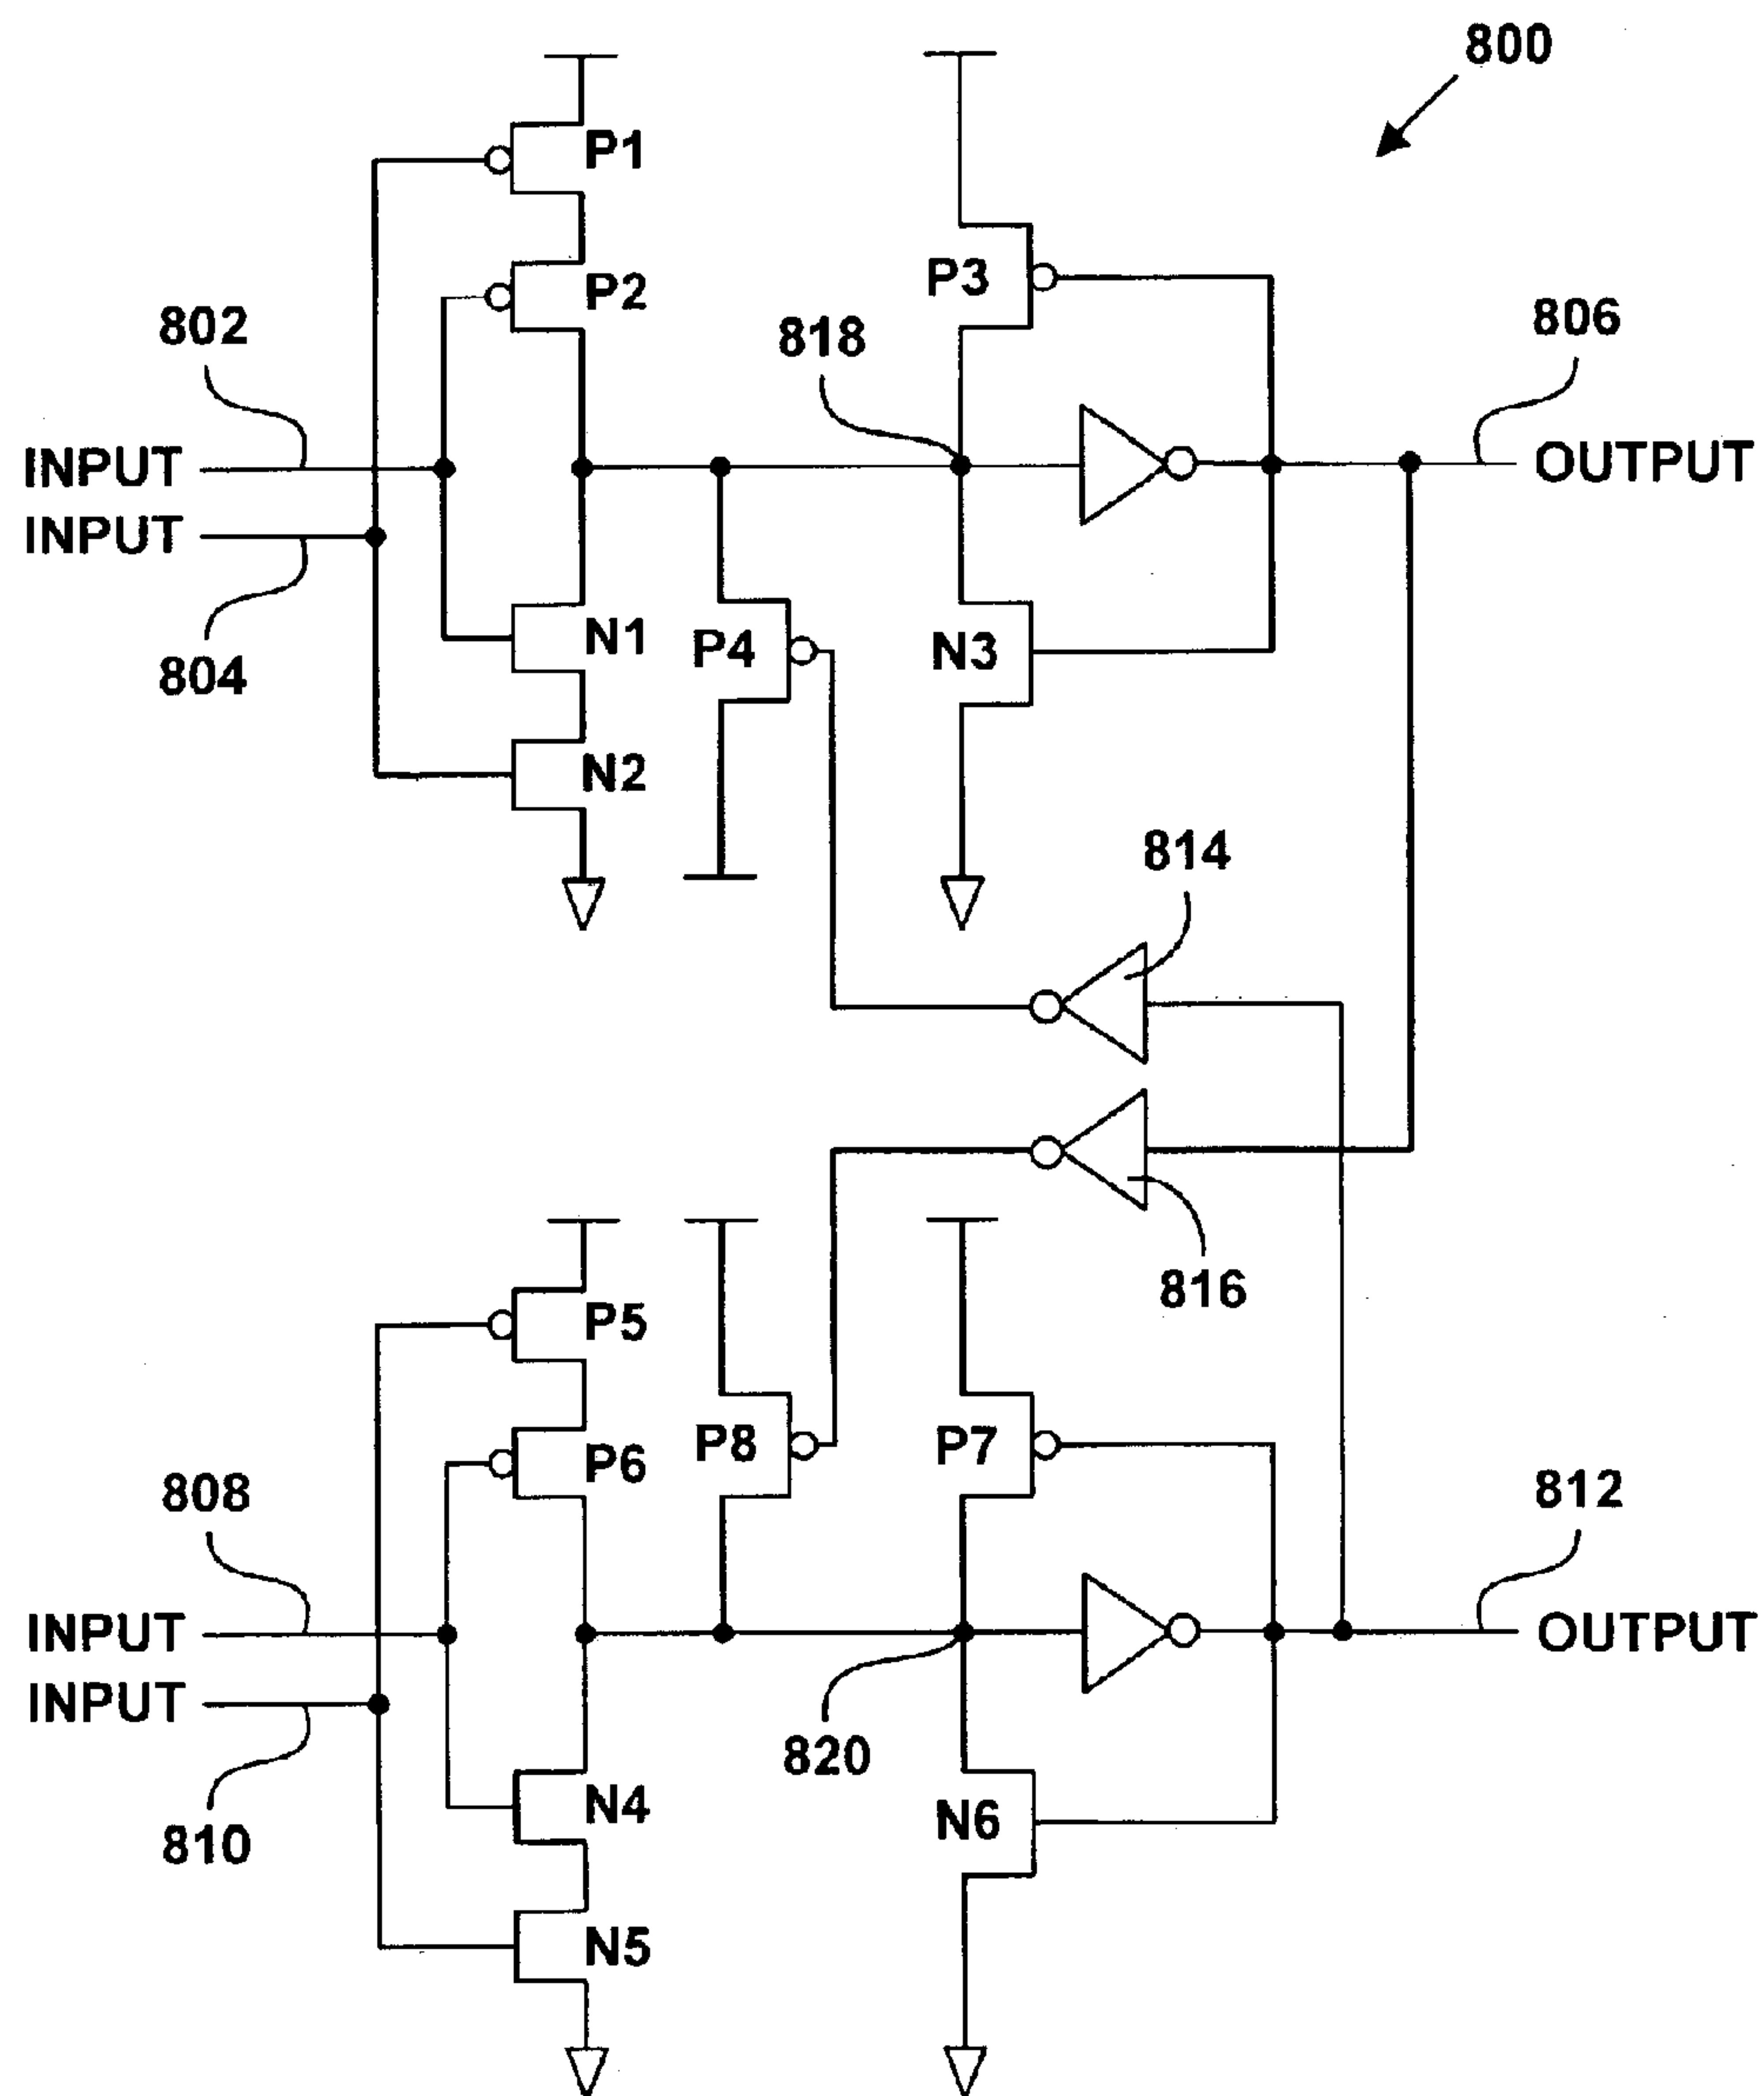 800
P1
P2
P3
802
818
806
INPUT
OUTPUT
INPUT
N1
P4
N3
804
N2
814
816
P5
P8
P7
P6
808
812
INPUT
OUTPUT
INPUT
820
N4
N6
810
N5